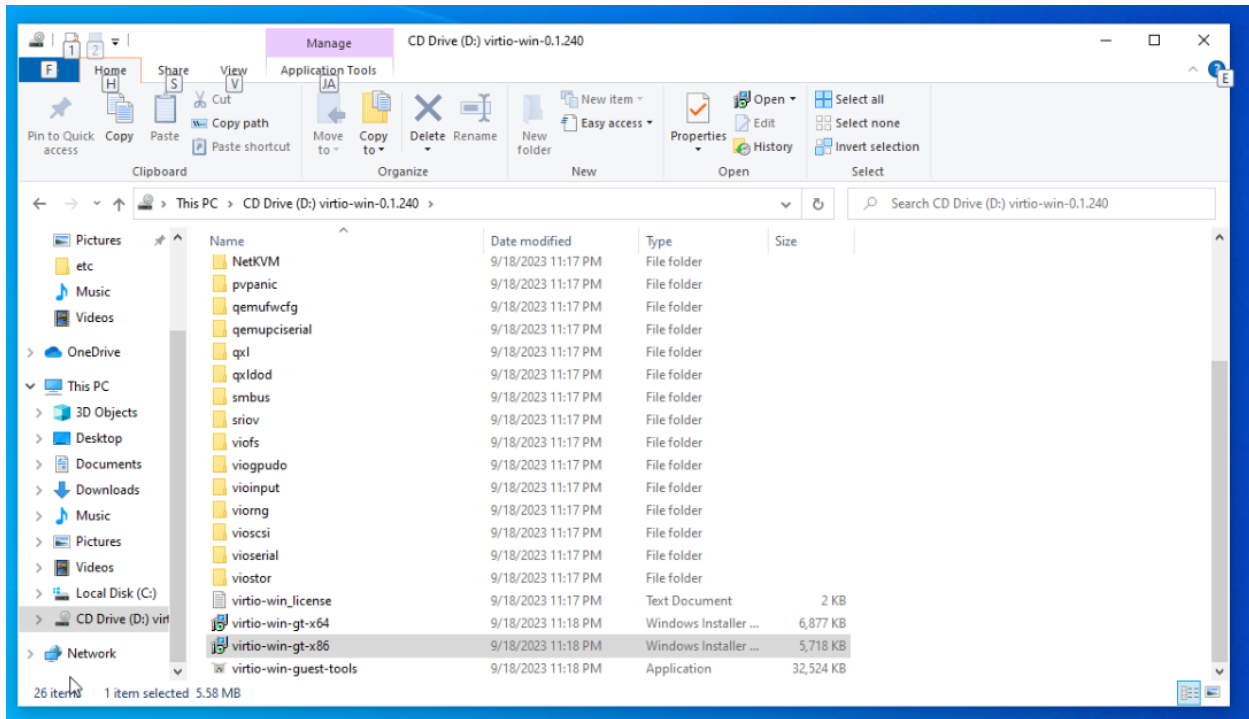 Manage CD Drive (D:) virtio-win-0.1.240
1 2
F Home Share View Application Tools
H S V JA E
Pin to Quick access
Copy
Paste
Cut
Copy path
Paste shortcut
Clipboard
Move to
Copy to
Delete
Rename
Organize
New folder
New item
Easy access
New
Properties
Open
Edit
History
Open
Select all
Select none
Invert selection
Select
This PC > CD Drive (D:) virtio-win-0.1.240 >
Search CD Drive (D:) virtio-win-0.1.240
Pictures
etc
Music
Videos
OneDrive
This PC
3D Objects
Desktop
Documents
Downloads
Music
Pictures
Videos
Local Disk (C:)
CD Drive (D:) virt
Network
Name Date modified Type Size
NetKVM 9/18/2023 11:17 PM File folder
pvpanic 9/18/2023 11:17 PM File folder
qemufwcfg 9/18/2023 11:17 PM File folder
qemupciserial 9/18/2023 11:17 PM File folder
qxl 9/18/2023 11:17 PM File folder
qxldod 9/18/2023 11:17 PM File folder
smbus 9/18/2023 11:17 PM File folder
sriov 9/18/2023 11:17 PM File folder
viofs 9/18/2023 11:17 PM File folder
viogpudo 9/18/2023 11:17 PM File folder
vioinput 9/18/2023 11:17 PM File folder
viorng 9/18/2023 11:17 PM File folder
vioscsi 9/18/2023 11:17 PM File folder
vioserial 9/18/2023 11:17 PM File folder
viostor 9/18/2023 11:17 PM File folder
virtio-win_license 9/18/2023 11:17 PM Text Document 2 KB
virtio-win-gt-x64 9/18/2023 11:18 PM Windows Installer ... 6,877 KB
virtio-win-gt-x86 9/18/2023 11:18 PM Windows Installer ... 5,718 KB
virtio-win-guest-tools 9/18/2023 11:18 PM Application 32,524 KB
26 items 1 item selected 5.58 MB